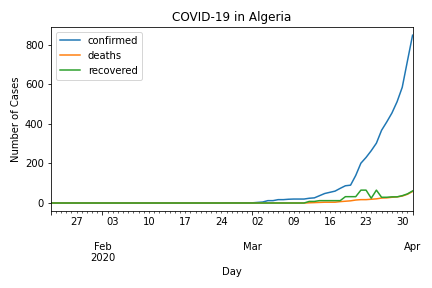 COVID-19 in Algeria
confirmed
deaths
recovered
Number of Cases
800
600
400
200
0
27 03 10 17 24 02 09 16 23 30
Feb Mar Apr
2020
Day